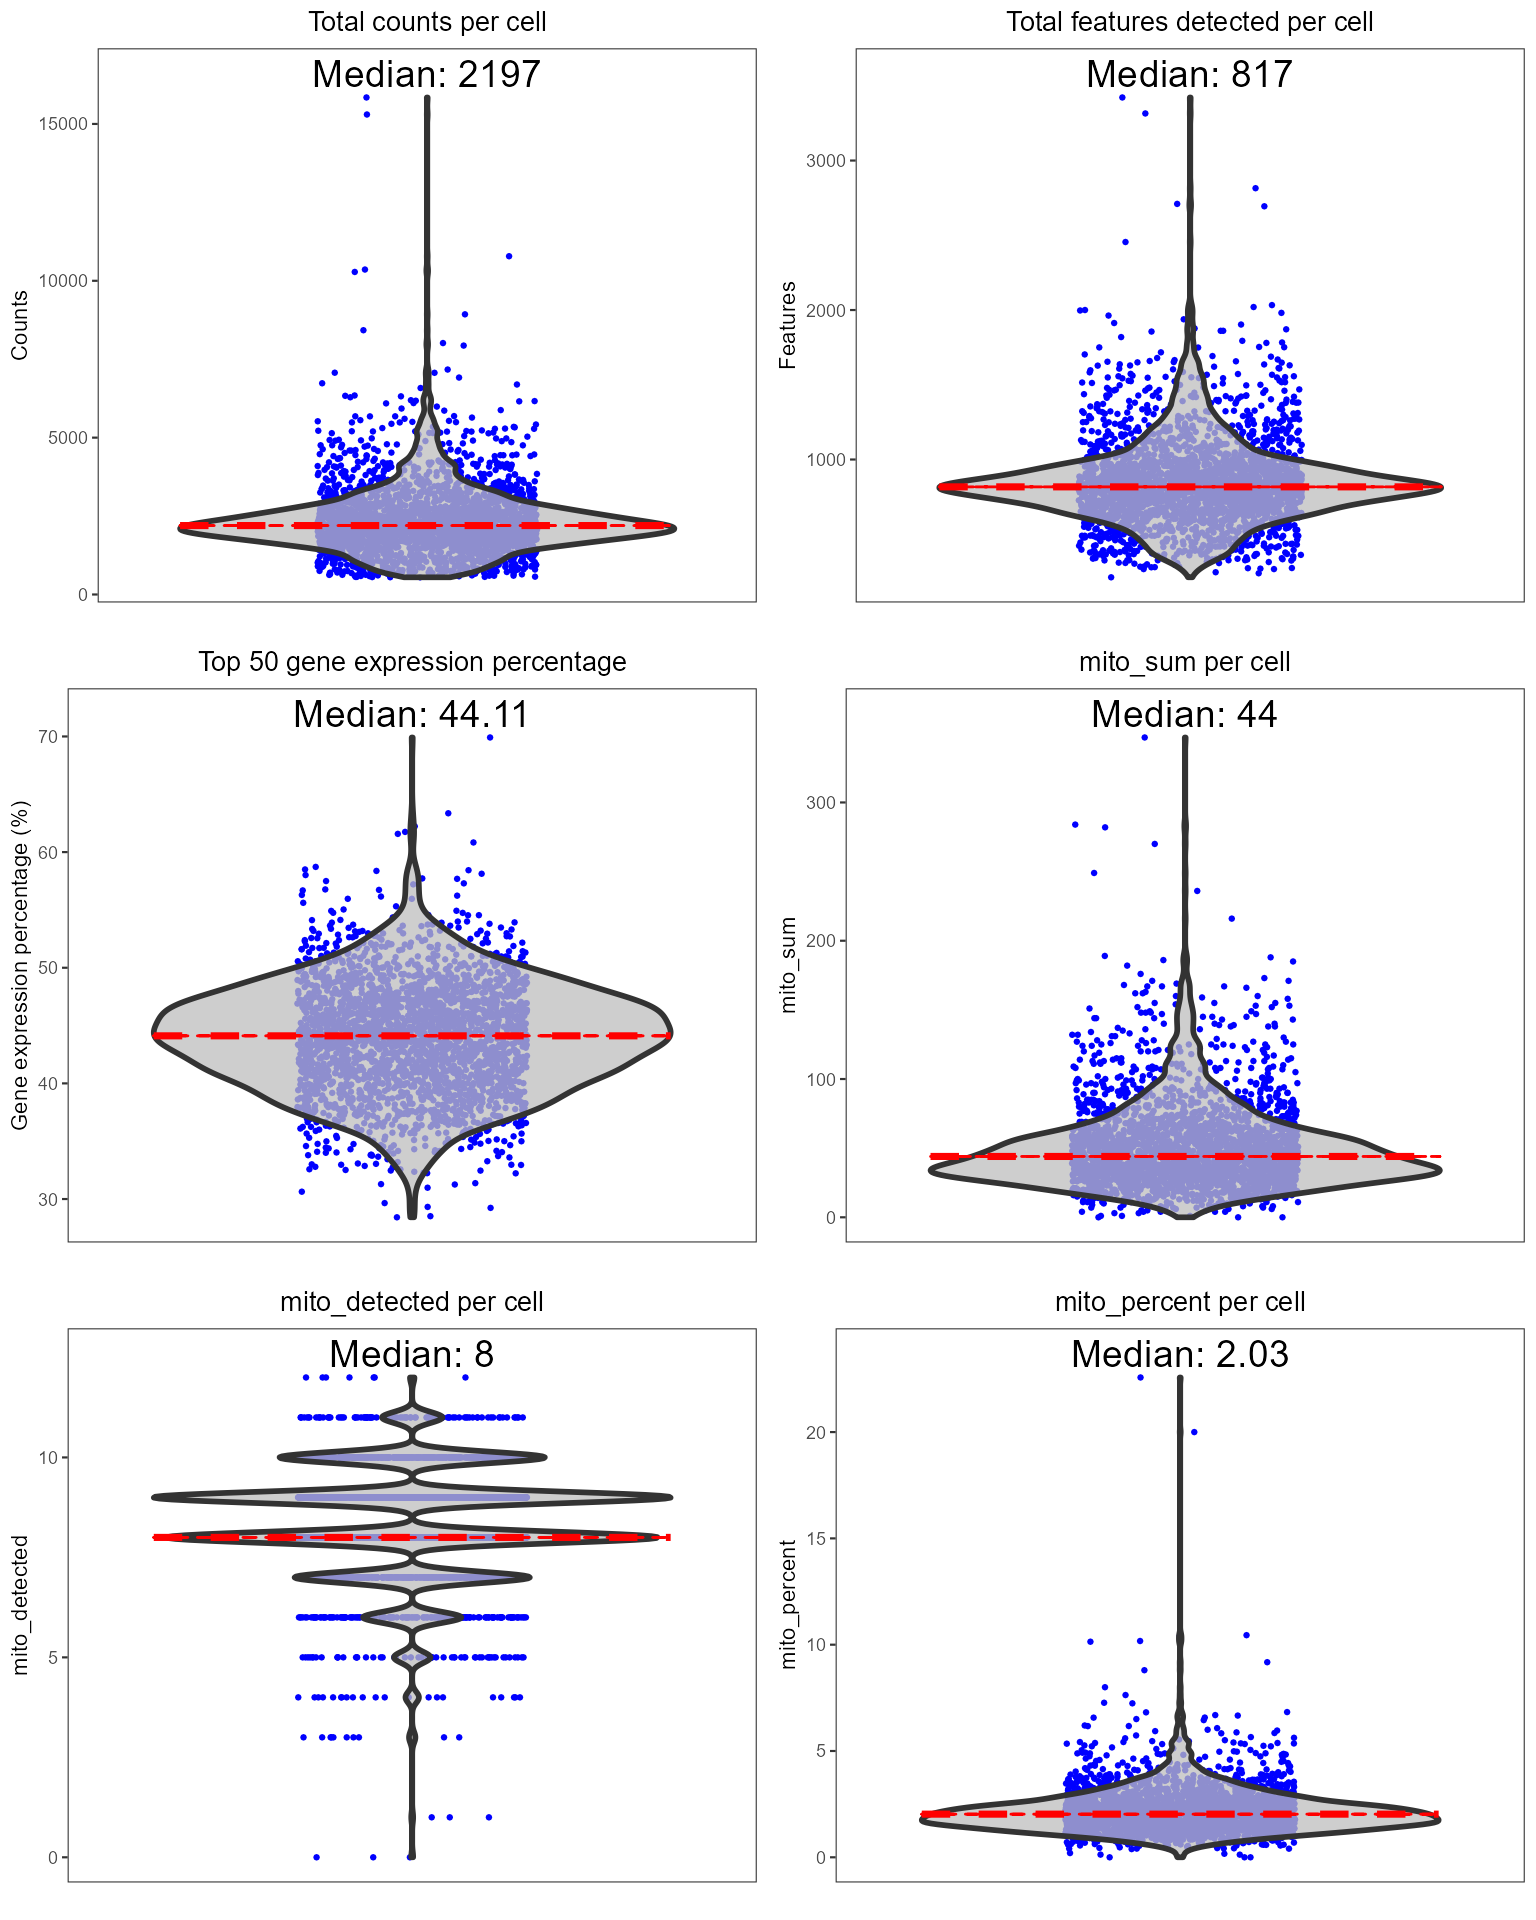 Total counts per cell
Median: 2197
15000
10000
5000
0
Counts
Total features detected per cell
Median: 817
3000
2000
1000
Features
Top 50 gene expression percentage
Median: 44.11
70
60
50
40
30
Gene expression percentage (%)
mito_sum per cell
Median: 44
300
200
100
0
mito_sum
mito_detected per cell
Median: 8
10
5
0
mito_detected
mito_percent per cell
Median: 2.03
20
15
10
5
0
mito_percent